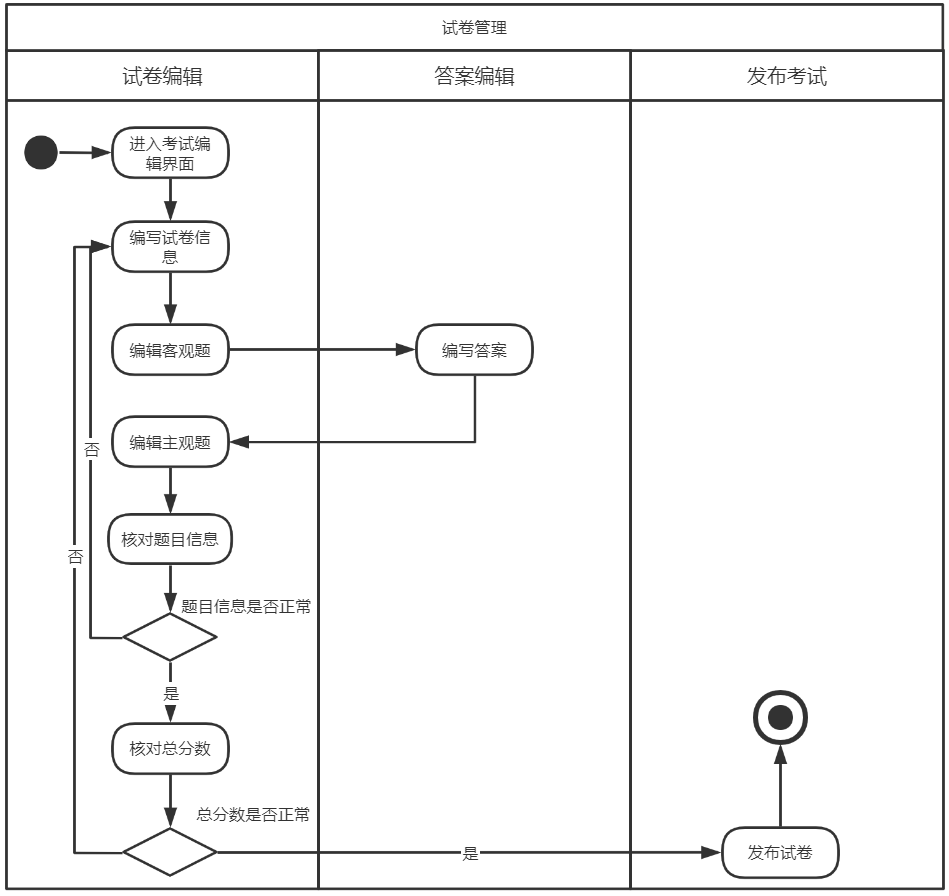 试卷管理
试卷编辑
答案编辑
发布考试
进入考试编
辑界面
编写试卷信
息
编辑客观题
编写答案
编辑主观题
否
核对题目信息
否
题目信息是否正常
是
核对总分数
总分数是否正常
是
发布试卷